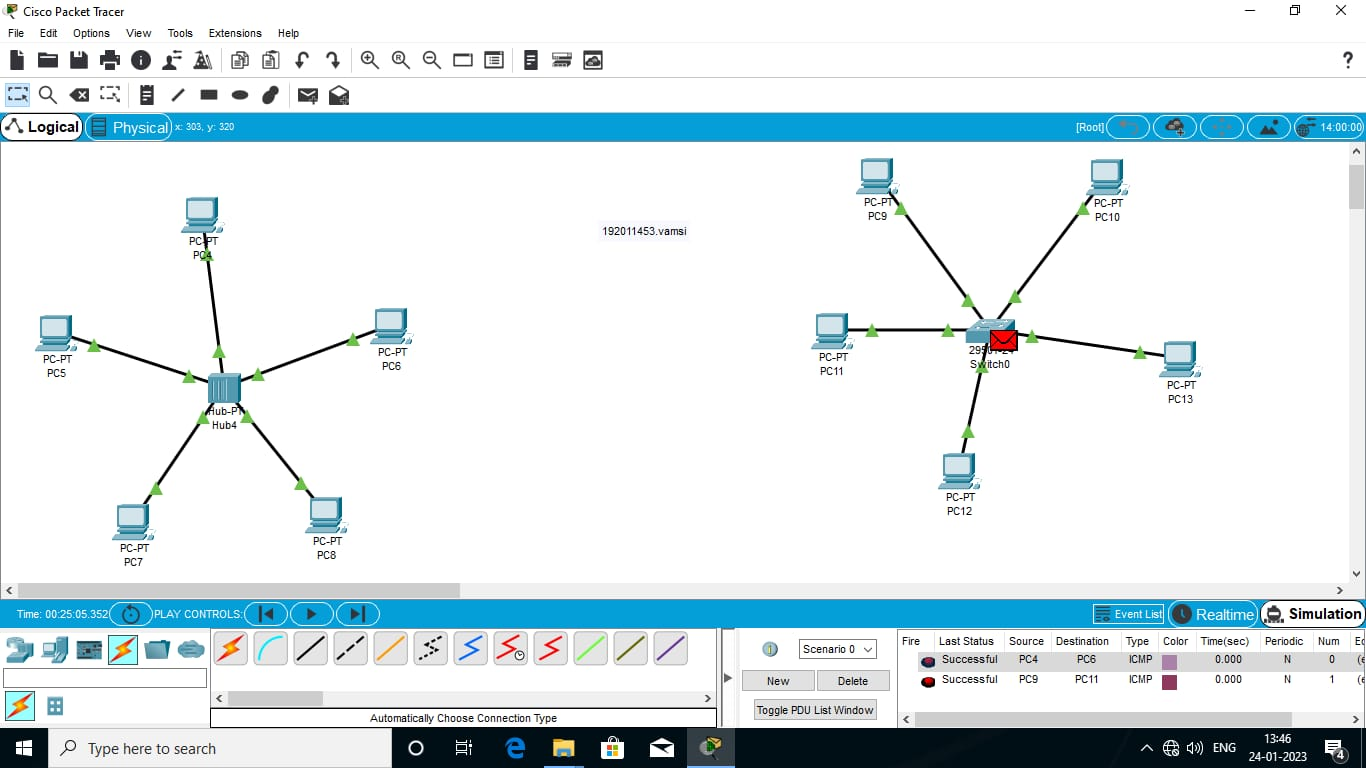 Cisco Packet Tracer
File Edit Options View Tools Extensions Help
Logical Physical x: 303, y: 320 [Root] 14:00:00
PC-PT
PC4
PC-PT
PC5
PC-PT
PC6
Hub-PT
Hub4
PC-PT
PC7
PC-PT
PC8
192011453.vamsi
PC-PT
PC9
PC-PT
PC10
PC-PT
PC11
Switch0
PC-PT
PC13
PC-PT
PC12
Time: 00:25:05.352 PLAY CONTROLS: Event List Realtime Simulation
Automatically Choose Connection Type
Scenario 0
New Delete
Toggle PDU List Window
Fire Last Status Source Destination Type Color Time(sec) Periodic Num
Successful PC4 PC6 ICMP 0.000 N 0 (e
Successful PC9 PC11 ICMP 0.000 N 1 (e
Type here to search
ENG
13:46
24-01-2023
4